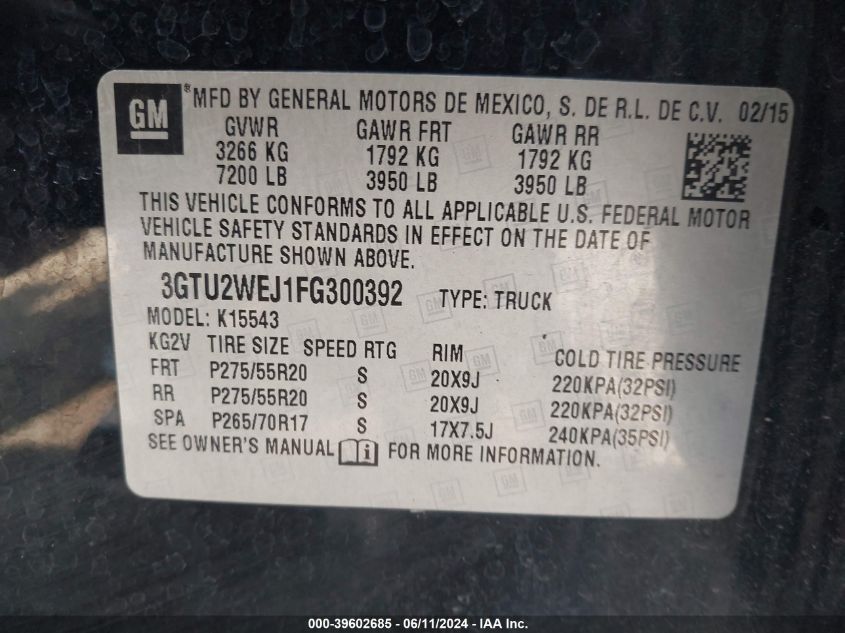 GM ® MFD BY GENERAL MOTORS DE MEXICO, S. DE R.L. DE C.V. 02/15
GVWR GAWR FRT GAWR RR
3266 KG 1792 KG 1792 KG
7200 LB 3950 LB 3950 LB
THIS VEHICLE CONFORMS TO ALL APPLICABLE U.S. FEDERAL MOTOR
VEHICLE SAFETY STANDARDS IN EFFECT ON THE DATE OF
MANUFACTURE SHOWN ABOVE.
3GTU2WEJ1FG300392 TYPE: TRUCK
MODEL: K15543
KG2V TIRE SIZE SPEED RTG RIM COLD TIRE PRESSURE
FRT P275/55R20 S 20X9J 220KPA(32PSI)
RR P275/55R20 S 20X9J 220KPA(32PSI)
SPA P265/70R17 S 17X7.5J 240KPA(35PSI)
SEE OWNER'S MANUAL FOR MORE INFORMATION.
000-39602685 - 06/11/2024 - IAA Inc.